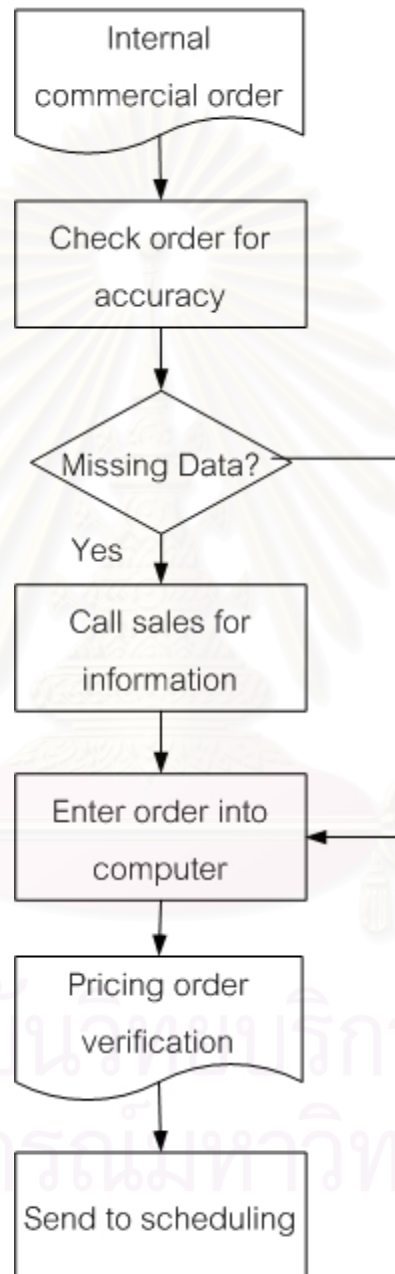 Internal
commercial order
Check order for
accuracy
Missing Data?
Yes
Call sales for
information
Enter order into
computer
Pricing order
verification
Send to scheduling